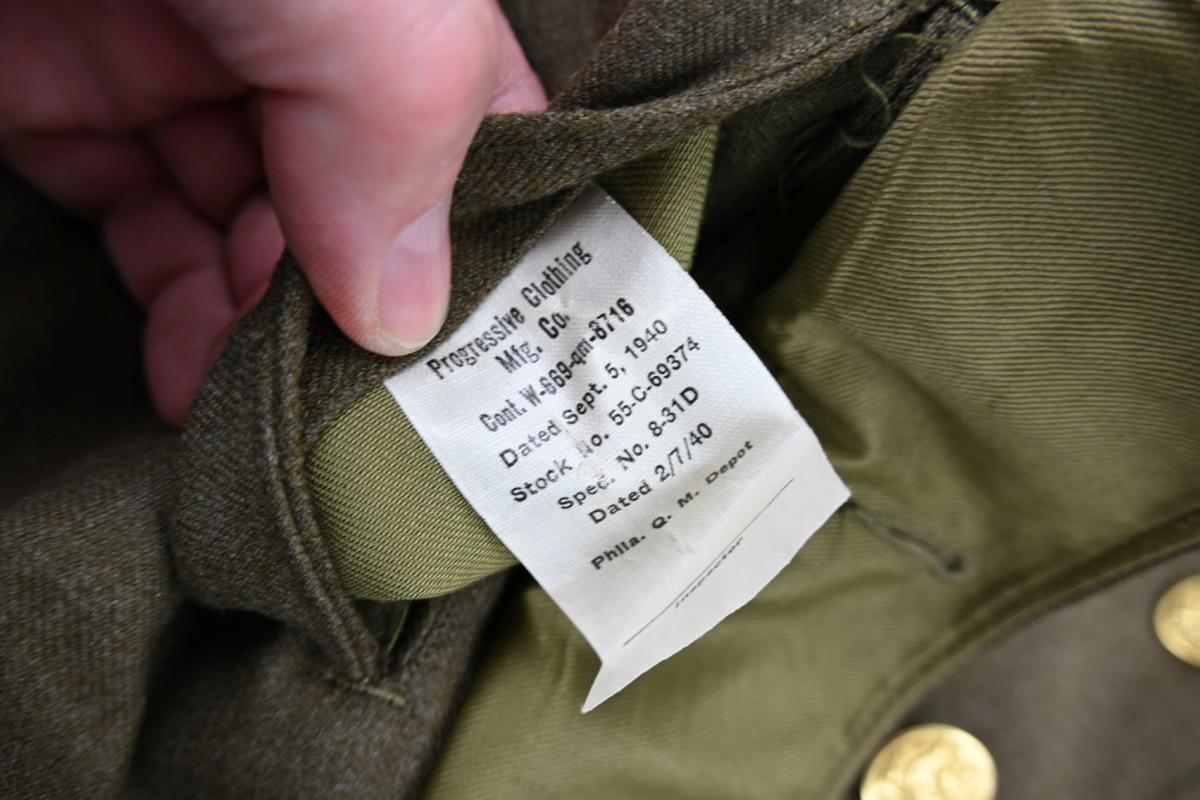 Progressive Clothing
Mfg. Co.
Cont. W-669-qm-8716
Dated Sept. 5, 1940
Stock No. 55-C-69374
Spec. No. 8-31D
Dated 2/7/40
Phila. Q. M. Depot
Inspector